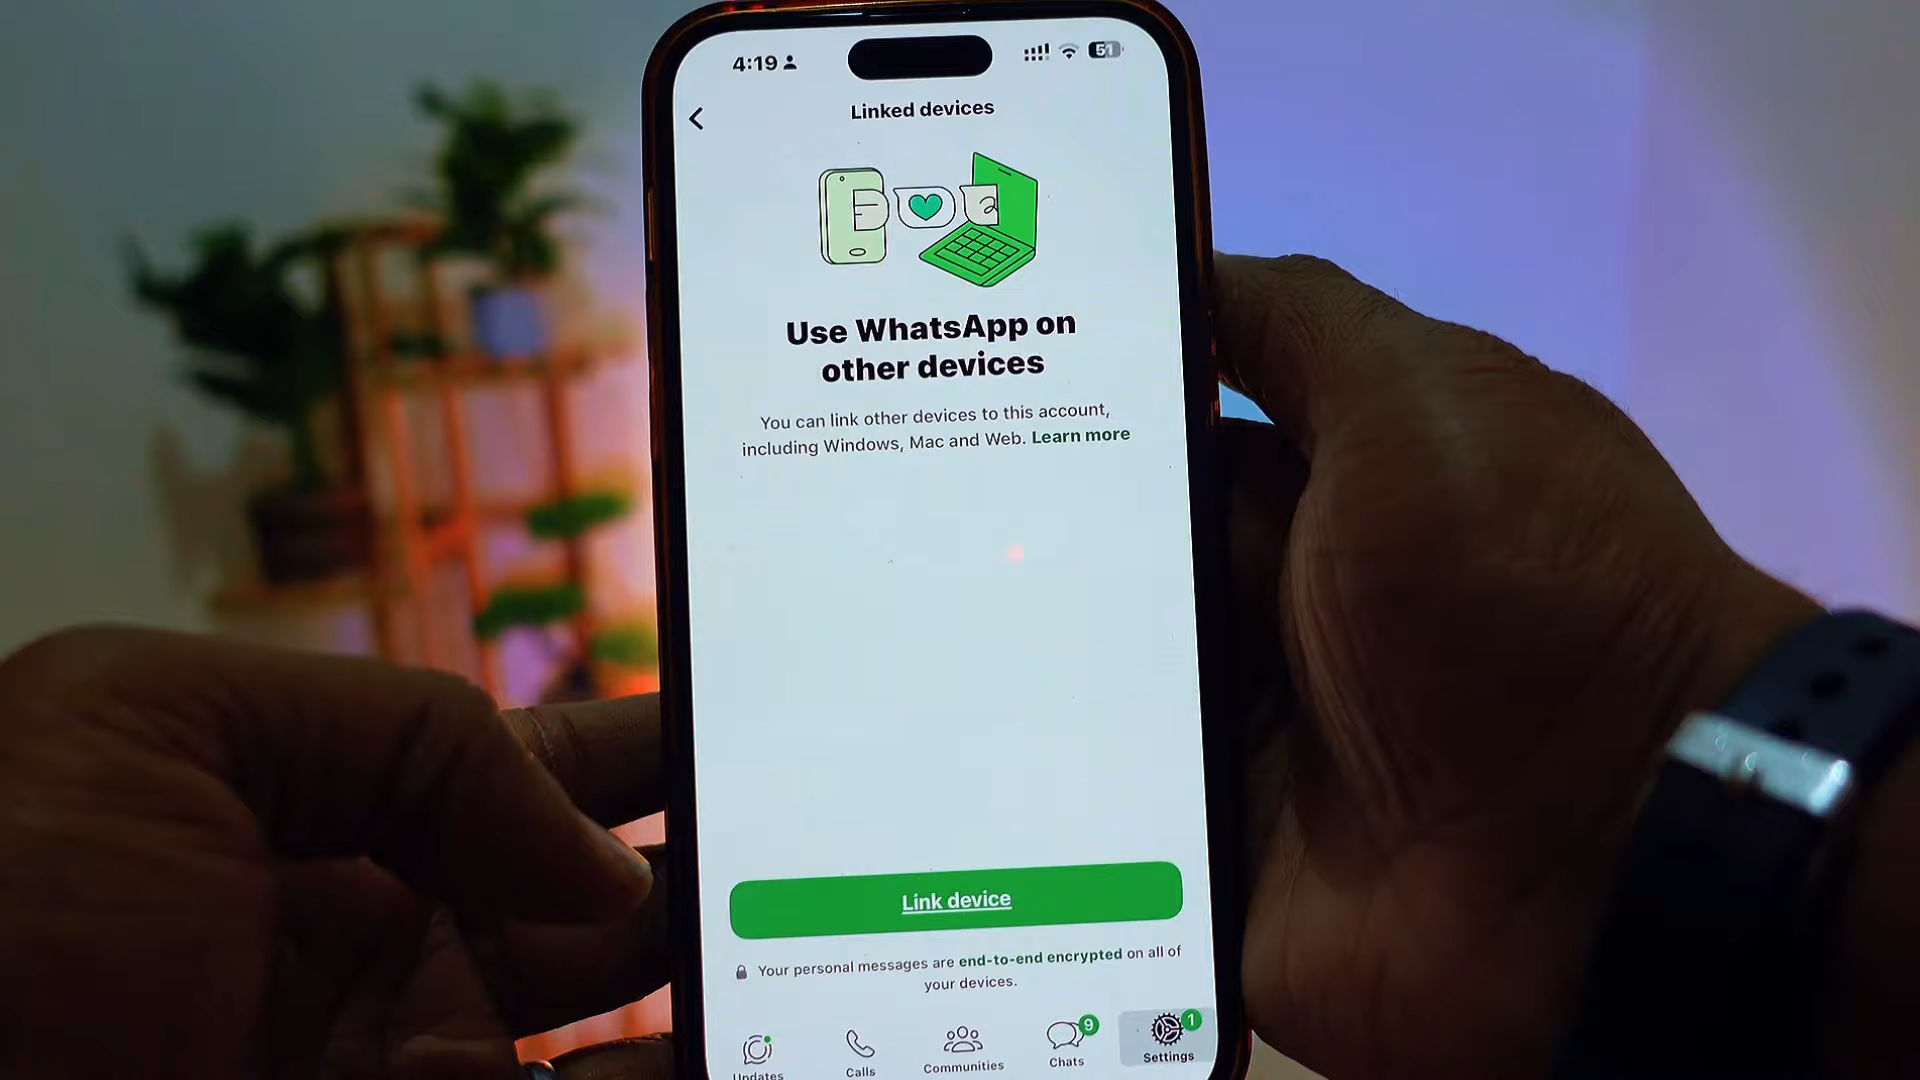 4:19
51
Linked devices
Use WhatsApp on
other devices
You can link other devices to this account,
including Windows, Mac and Web. Learn more
Link device
Your personal messages are end-to-end encrypted on all of
your devices.
Updates
Calls
Communities
9
Chats
1
Settings